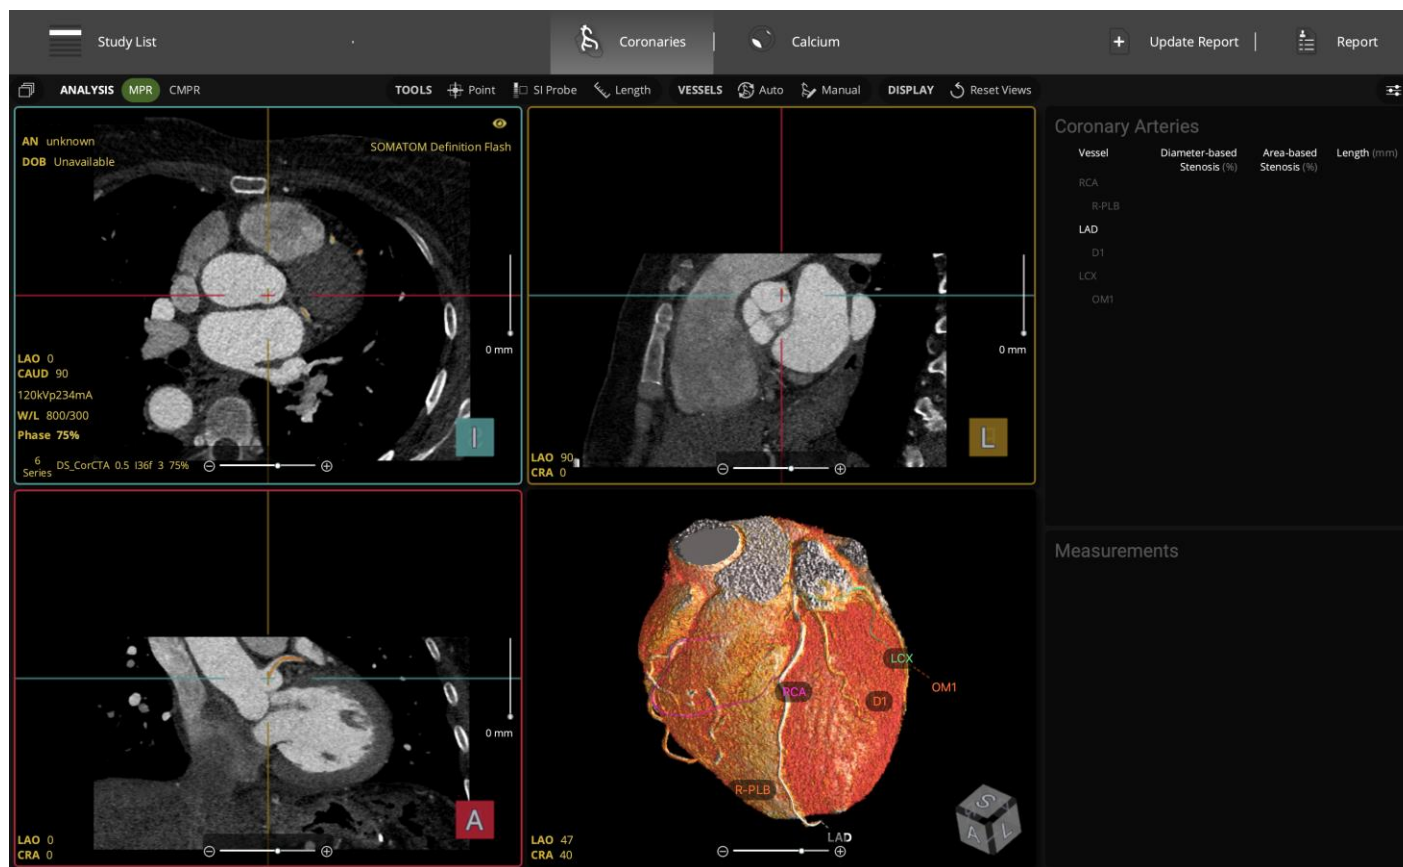 Study List
Coronaries
Calcium
Update Report
Report
ANALYSIS MPR CMPR
TOOLS Point SI Probe Length
VESSELS Auto Manual
DISPLAY Reset Views
AN unknown
DOB Unavailable
SOMATOM Definition Flash
0 mm
LAO 0
CAUD 90
120kVp234mA
W/L 800/300
Phase 75%
6
Series
DS_CorCTA 0.5 I36f 3 75%
I
0 mm
LAO 90
CRA 0
L
0 mm
LAO 0
CRA 0
A
LCX
OM1
RCA
D1
R-PLB
LAD
LAO 47
CRA 40
S
A L
Coronary Arteries
Vessel
Diameter-based
Stenosis (%)
Area-based
Stenosis (%)
Length (mm)
RCA
R-PLB
LAD
D1
LCX
OM1
Measurements